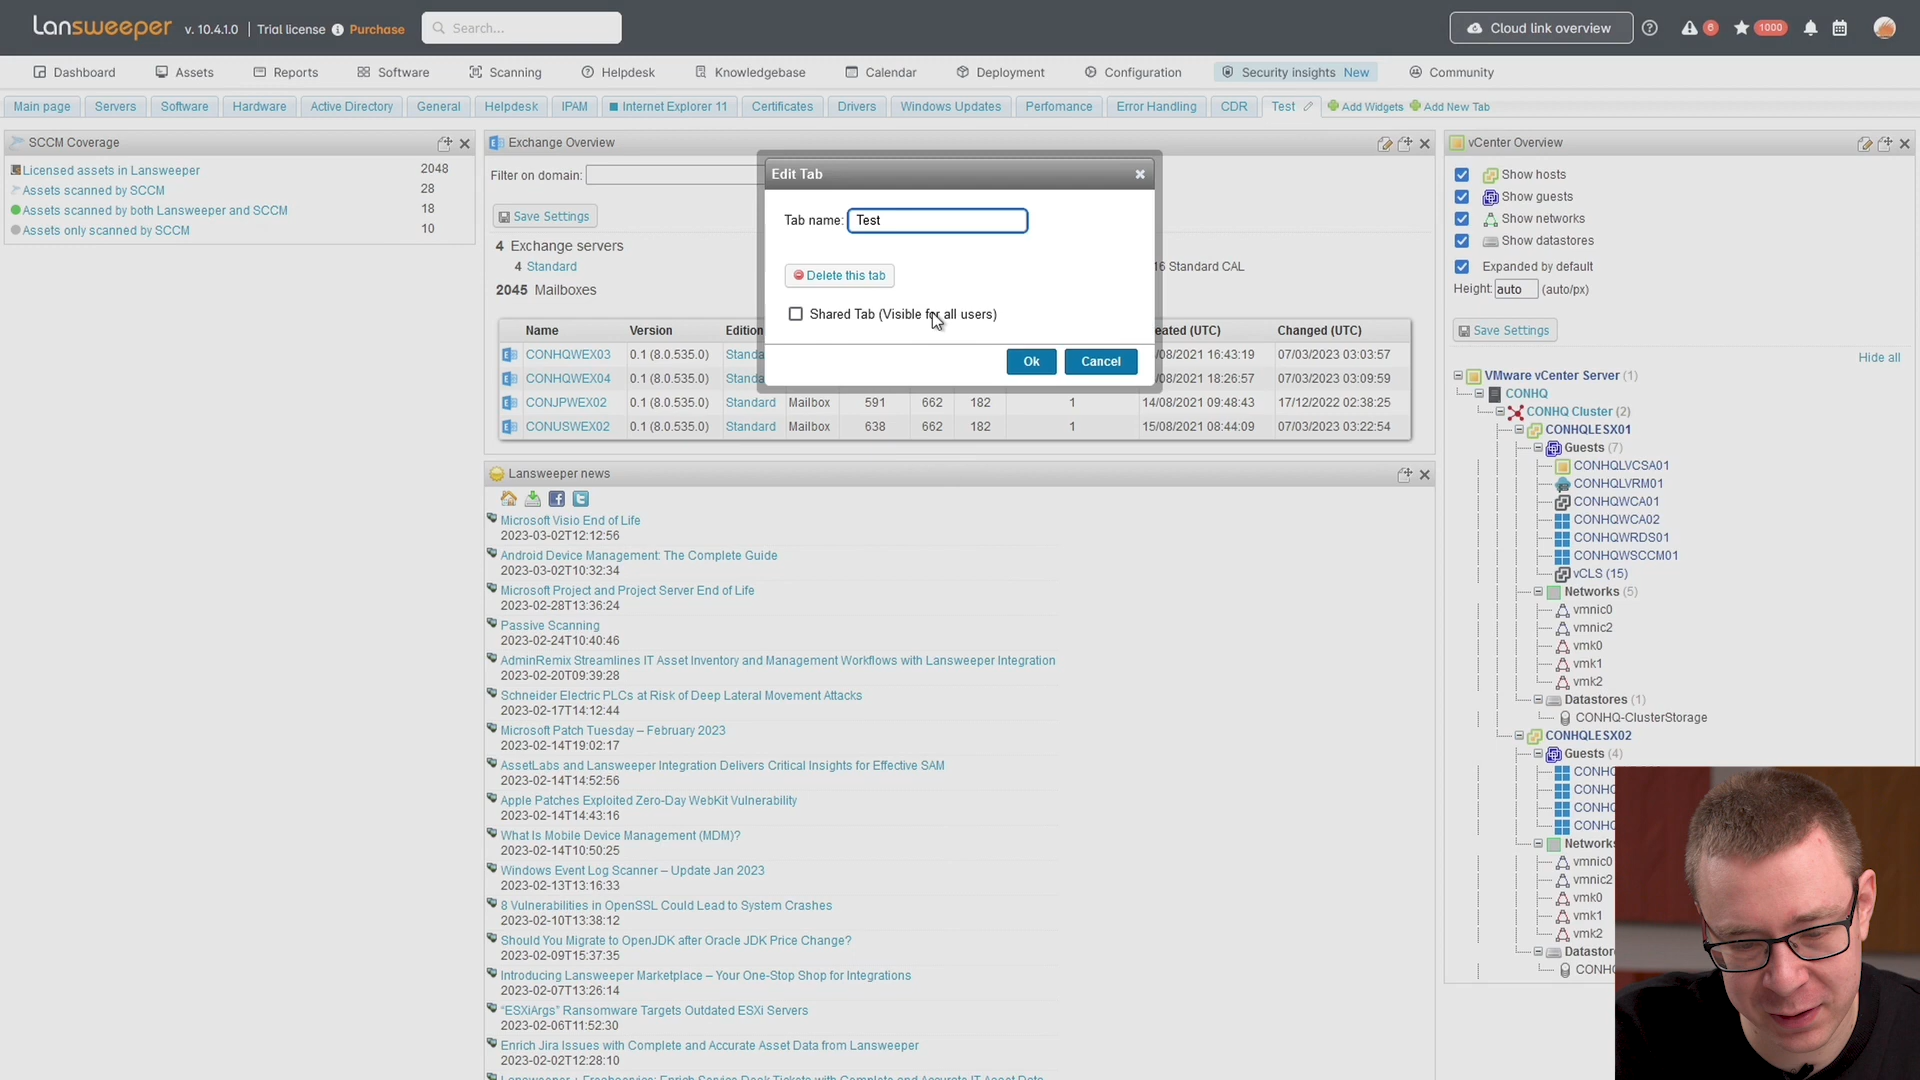 Lansweeper v. 10.4.1.0 Trial license Purchase Search... Cloud link overview 6 1000
Dashboard Assets Reports Software Scanning Helpdesk Knowledgebase Calendar Deployment Configuration Security insights New Community
Main page Servers Software Hardware Active Directory General Helpdesk IPAM Internet Explorer 11 Certificates Drivers Windows Updates Perfomance Error Handling CDR Test Add Widgets Add New Tab
SCCM Coverage
Licensed assets in Lansweeper 2048
Assets scanned by SCCM 28
Assets scanned by both Lansweeper and SCCM 18
Assets only scanned by SCCM 10
Exchange Overview
Filter on domain:
Save Settings
4 Exchange servers
4 Standard
16 Standard CAL
2045 Mailboxes
Name Version Edition eated (UTC) Changed (UTC)
CONHQWEX03 0.1 (8.0.535.0) Standa /08/2021 16:43:19 07/03/2023 03:03:57
CONHQWEX04 0.1 (8.0.535.0) Standa /08/2021 18:26:57 07/03/2023 03:09:59
CONJPWEX02 0.1 (8.0.535.0) Standard Mailbox 591 662 182 1 14/08/2021 09:48:43 17/12/2022 02:38:25
CONUSWEX02 0.1 (8.0.535.0) Standard Mailbox 638 662 182 1 15/08/2021 08:44:09 07/03/2023 03:22:54
Edit Tab
Tab name: Test
Delete this tab
Shared Tab (Visible for all users)
Ok Cancel
Lansweeper news
Microsoft Visio End of Life
2023-03-02T12:12:56
Android Device Management: The Complete Guide
2023-03-02T10:32:34
Microsoft Project and Project Server End of Life
2023-02-28T13:36:24
Passive Scanning
2023-02-24T10:40:46
AdminRemix Streamlines IT Asset Inventory and Management Workflows with Lansweeper Integration
2023-02-20T09:39:28
Schneider Electric PLCs at Risk of Deep Lateral Movement Attacks
2023-02-17T14:12:44
Microsoft Patch Tuesday – February 2023
2023-02-14T19:02:17
AssetLabs and Lansweeper Integration Delivers Critical Insights for Effective SAM
2023-02-14T14:52:56
Apple Patches Exploited Zero-Day WebKit Vulnerability
2023-02-14T14:43:16
What Is Mobile Device Management (MDM)?
2023-02-14T10:50:25
Windows Event Log Scanner – Update Jan 2023
2023-02-13T13:16:33
8 Vulnerabilities in OpenSSL Could Lead to System Crashes
2023-02-10T13:38:12
Should You Migrate to OpenJDK after Oracle JDK Price Change?
2023-02-09T15:37:35
Introducing Lansweeper Marketplace – Your One-Stop Shop for Integrations
2023-02-07T13:26:14
“ESXiArgs” Ransomware Targets Outdated ESXi Servers
2023-02-06T11:52:30
Enrich Jira Issues with Complete and Accurate Asset Data from Lansweeper
2023-02-02T12:28:10
vCenter Overview
Show hosts
Show guests
Show networks
Show datastores
Expanded by default
Height: auto (auto/px)
Save Settings
Hide all
VMware vCenter Server (1)
CONHQ
CONHQ Cluster (2)
CONHQLESX01
Guests (7)
CONHQLVCSA01
CONHQLVRM01
CONHQWCA01
CONHQWCA02
CONHQWRDS01
CONHQWSCCM01
vCLS (15)
Networks (5)
vmnic0
vmnic2
vmk0
vmk1
vmk2
Datastores (1)
CONHQ-ClusterStorage
CONHQLESX02
Guests (4)
CONHQ
CONHQ
CONHQ
CONHQ
Networks
vmnic0
vmnic2
vmk0
vmk1
vmk2
Datastor
CONHQ